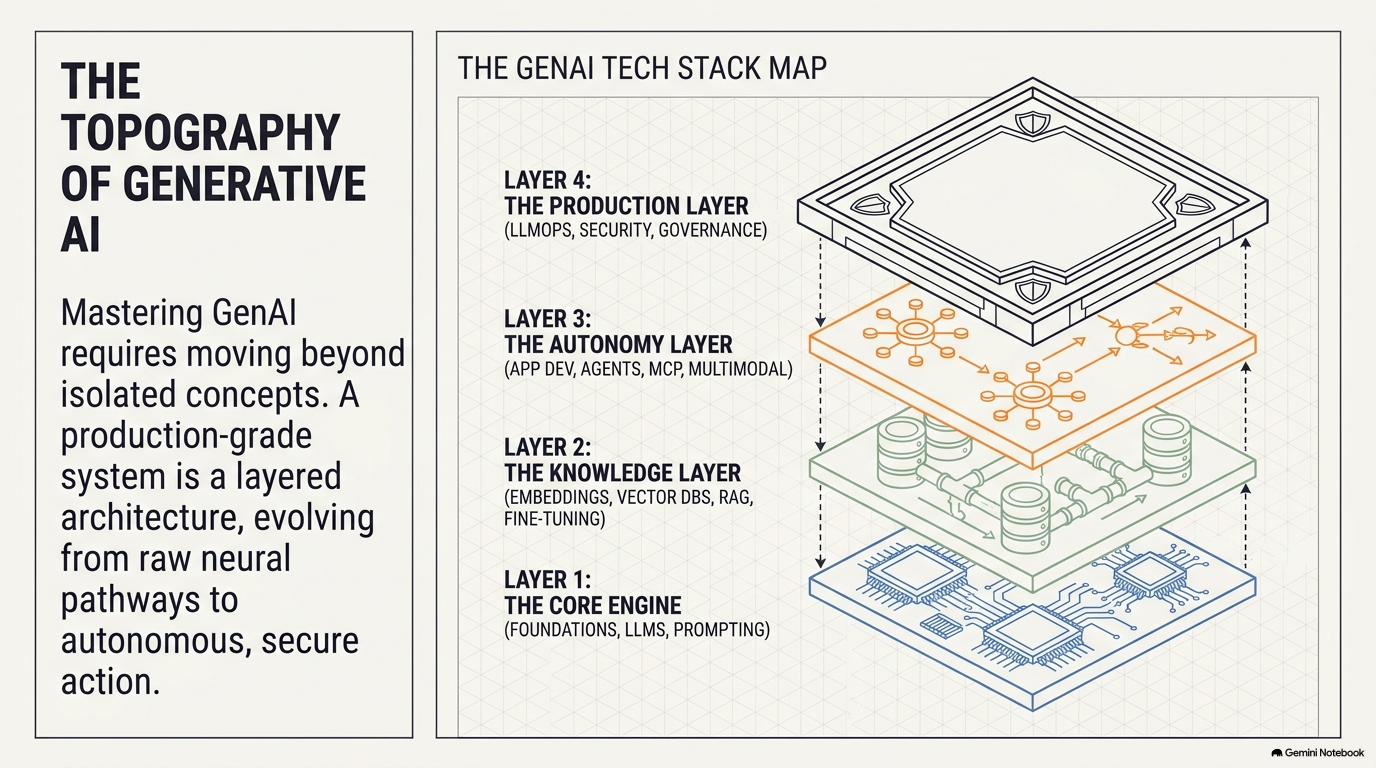 THE
TOPOGRAPHY
OF GENERATIVE
AI
Mastering GenAI
requires moving beyond
isolated concepts. A
production-grade
system is a layered
architecture, evolving
from raw neural
pathways to
autonomous, secure
action.
THE GENAI TECH STACK MAP
LAYER 4:
THE PRODUCTION LAYER
(LLMOPS, SECURITY, GOVERNANCE)
LAYER 3:
THE AUTONOMY LAYER
(APP DEV, AGENTS, MCP, MULTIMODAL)
LAYER 2:
THE KNOWLEDGE LAYER
(EMBEDDINGS, VECTOR DBS, RAG,
FINE-TUNING)
LAYER 1:
THE CORE ENGINE
(FOUNDATIONS, LLMS, PROMPTING)
Gemini Notebook